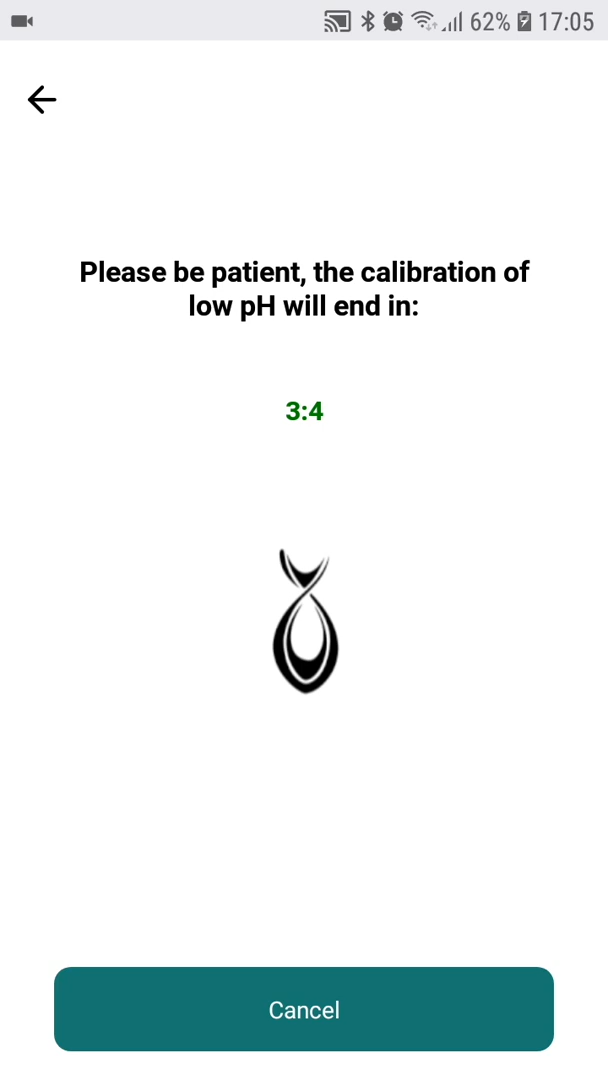 62% 17:05
Please be patient, the calibration of
low pH will end in:
3:4
Cancel